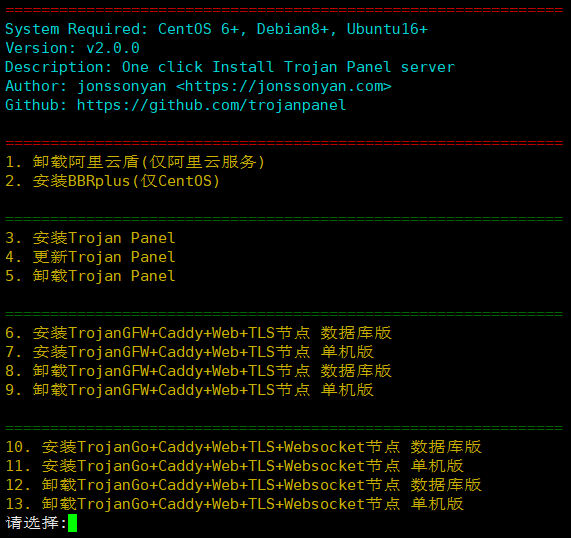 ==============================================================
System Required: CentOS 6+, Debian8+, Ubuntu16+
Version: v2.0.0
Description: One click Install Trojan Panel server
Author: jonssonyan <https://jonssonyan.com>
Github: https://github.com/trojanpanel
==============================================================
1. 卸载阿里云盾(仅阿里云服务)
2. 安装BBRplus(仅CentOS)
==============================================================
3. 安装Trojan Panel
4. 更新Trojan Panel
5. 卸载Trojan Panel
==============================================================
6. 安装TrojanGFW+Caddy+Web+TLS节点 数据库版
7. 安装TrojanGFW+Caddy+Web+TLS节点 单机版
8. 卸载TrojanGFW+Caddy+Web+TLS节点 数据库版
9. 卸载TrojanGFW+Caddy+Web+TLS节点 单机版
==============================================================
10. 安装TrojanGo+Caddy+Web+TLS+Websocket节点 数据库版
11. 安装TrojanGo+Caddy+Web+TLS+Websocket节点 单机版
12. 卸载TrojanGo+Caddy+Web+TLS+Websocket节点 数据库版
13. 卸载TrojanGo+Caddy+Web+TLS+Websocket节点 单机版
请选择: